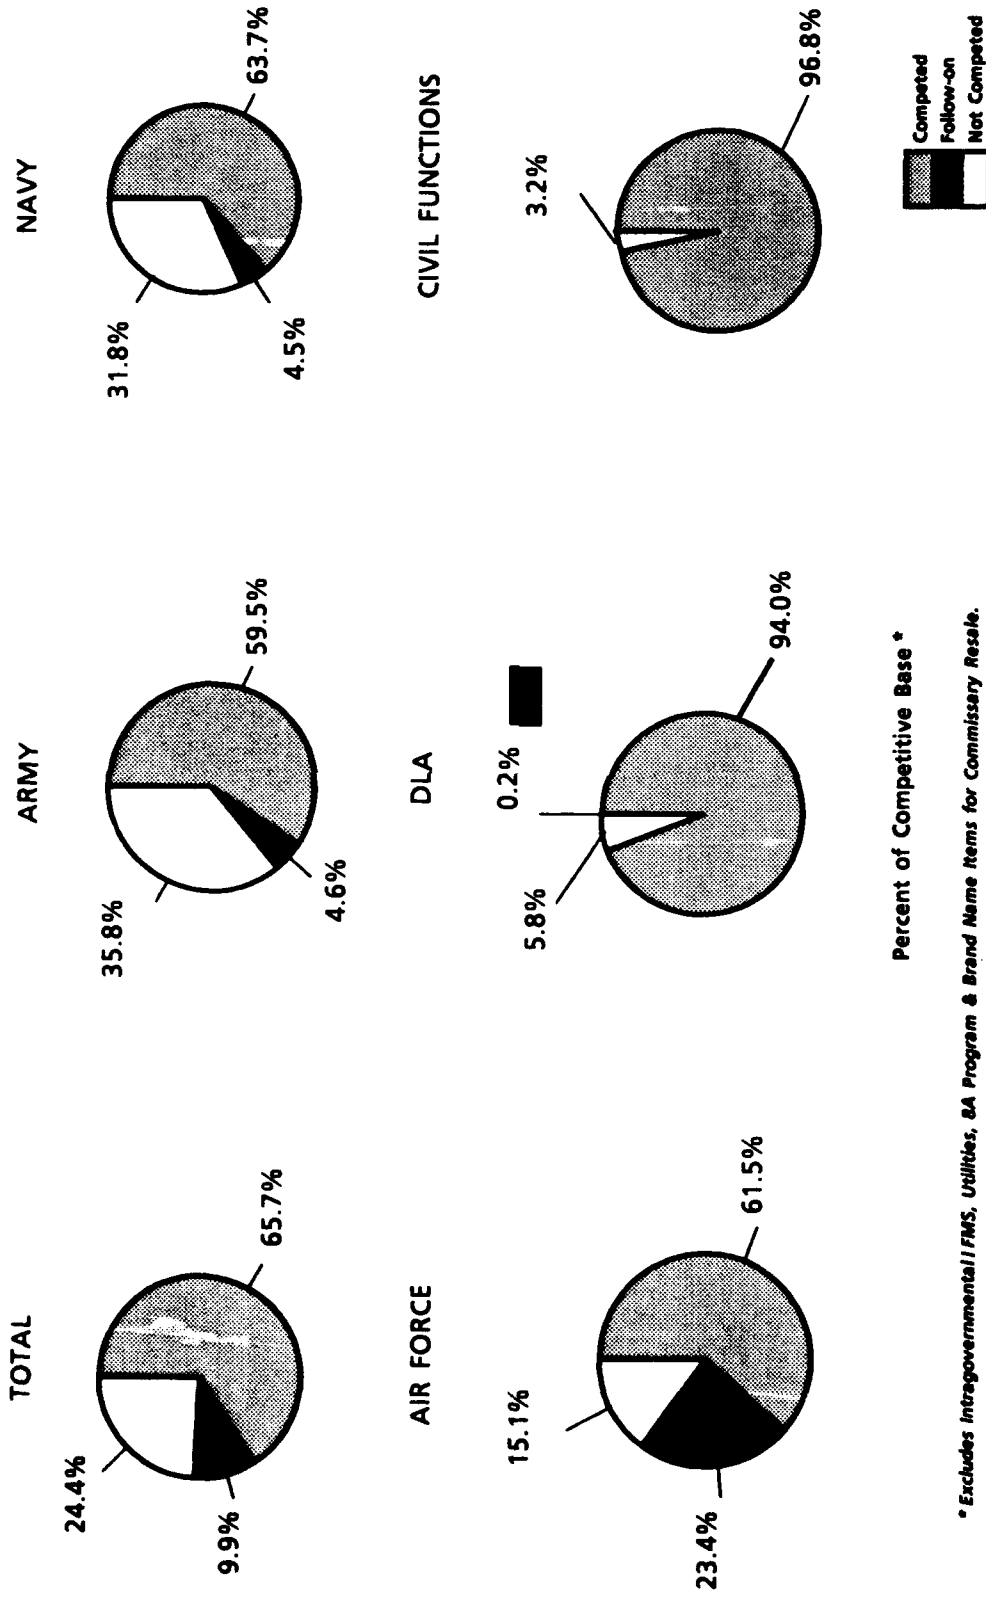 TOTAL
65.7%
9.9%
24.4%
ARMY
59.5%
4.6%
35.8%
NAVY
63.7%
4.5%
31.8%
AIR FORCE
61.5%
23.4%
15.1%
DLA
0.2%
5.8%
94.0%
CIVIL FUNCTIONS
3.2%
96.8%
Percent of Competitive Base *
Competed
Follow-on
Not Competed
* Excludes Intragovernmental / FMS, Utilities, 8A Program & Brand Name Items for Commissary Resale.